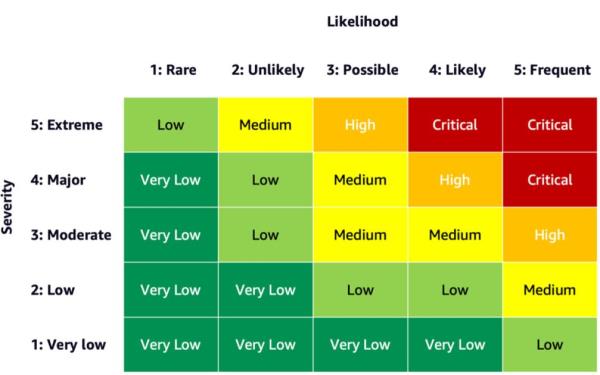 Likelihood
1: Rare 2: Unlikely 3: Possible 4: Likely 5: Frequent
Severity
5: Extreme Low Medium High Critical Critical
4: Major Very Low Low Medium High Critical
3: Moderate Very Low Low Medium Medium High
2: Low Very Low Very Low Low Low Medium
1: Very low Very Low Very Low Very Low Very Low Low